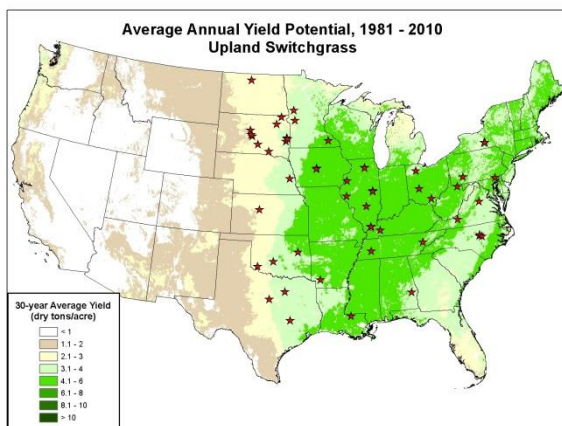 Average Annual Yield Potential, 1981 - 2010
Upland Switchgrass
30-year Average Yield
(dry tons/acre)
< 1
1.1 - 2
2.1 - 3
3.1 - 4
4.1 - 6
6.1 - 8
8.1 - 10
> 10